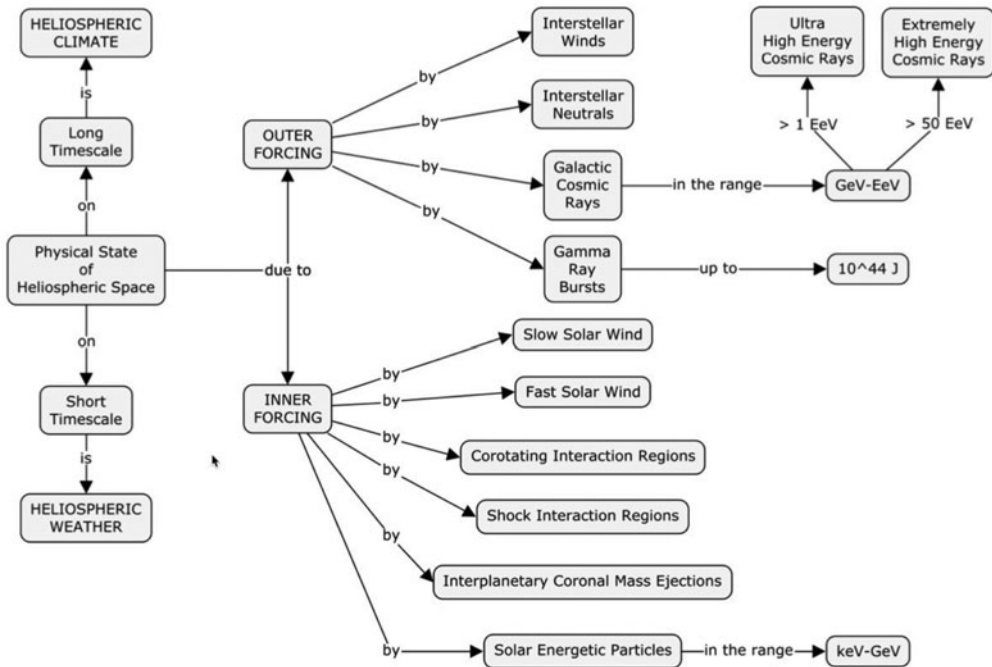 HELIOSPHERIC
CLIMATE
is
Long
Timescale
on
Physical State
of
Heliospheric Space
on
Short
Timescale
is
HELIOSPHERIC
WEATHER
due to
OUTER
FORCING
by
Interstellar
Winds
by
Interstellar
Neutrals
by
Galactic
Cosmic
Rays
in the range
GeV-EeV
> 1 EeV
Ultra
High Energy
Cosmic Rays
> 50 EeV
Extremely
High Energy
Cosmic Rays
by
Gamma
Ray
Bursts
up to
10^44 J
INNER
FORCING
by
Slow Solar Wind
by
Fast Solar Wind
by
Corotating Interaction Regions
by
Shock Interaction Regions
by
Interplanetary Coronal Mass Ejections
by
Solar Energetic Particles
in the range
keV-GeV